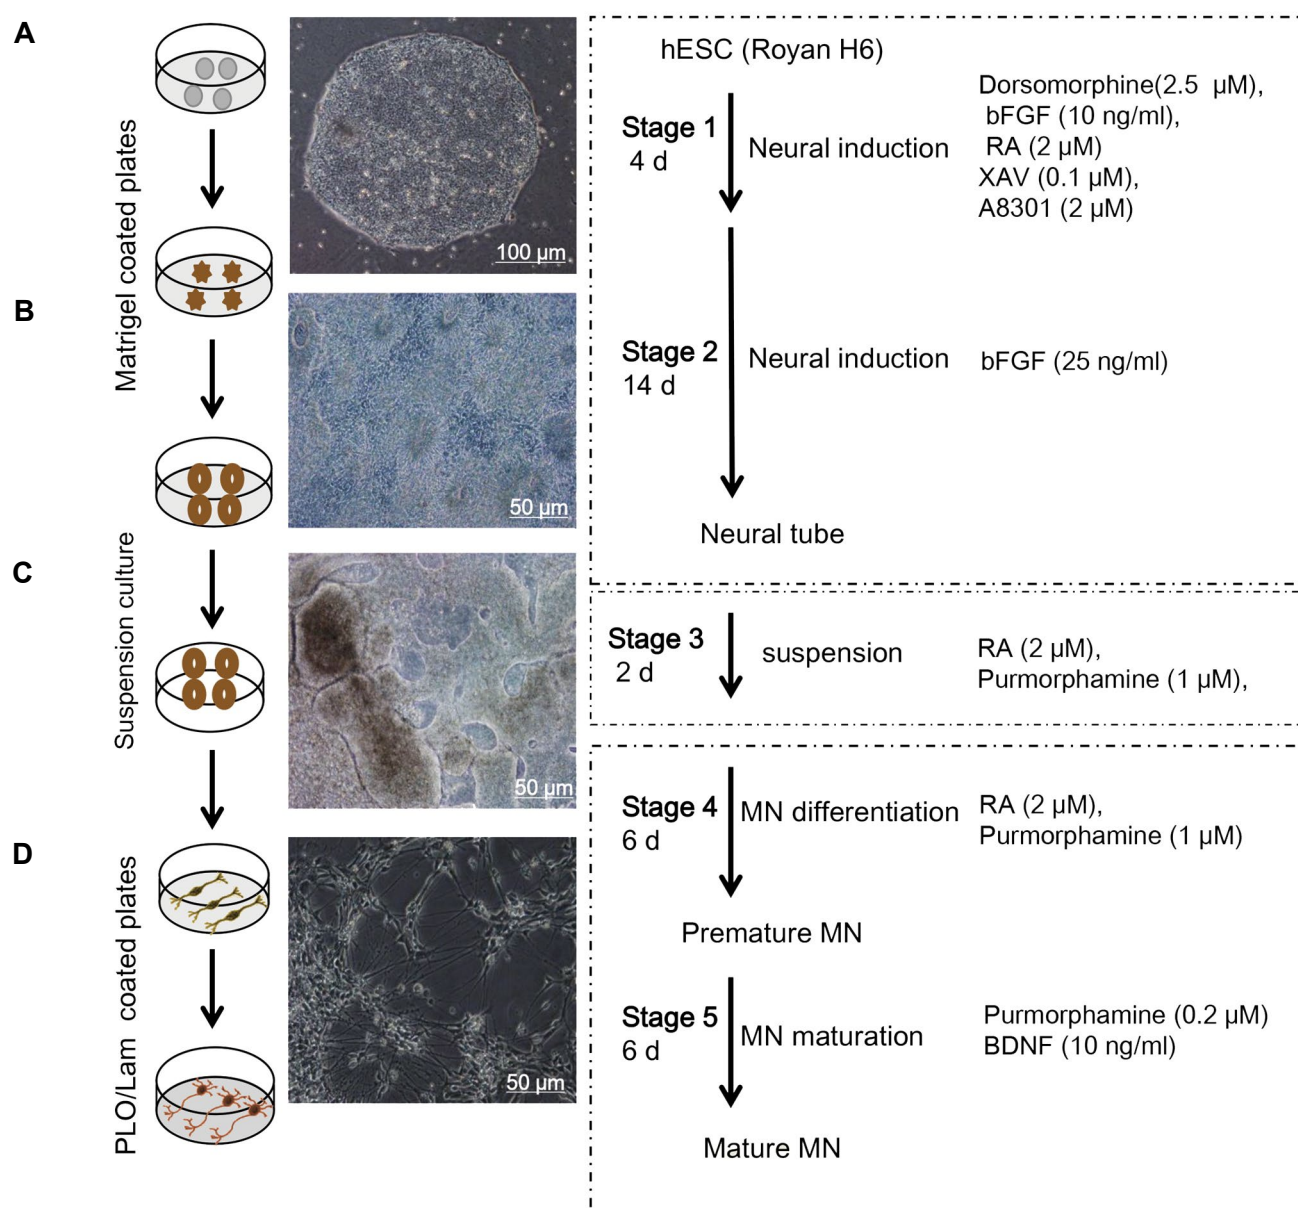 A
Matrigel coated plates
100 µm
hESC (Royan H6)
Stage 1
4 d
Neural induction
Dorsomorphine(2.5 µM),
bFGF (10 ng/ml),
RA (2 µM)
XAV (0.1 µM),
A8301 (2 µM)
B
50 µm
Stage 2
14 d
Neural induction
bFGF (25 ng/ml)
Neural tube
C
Suspension culture
50 µm
Stage 3
2 d
suspension
RA (2 µM),
Purmorphamine (1 µM),
D
PLO/Lam coated plates
50 µm
Stage 4
6 d
MN differentiation
RA (2 µM),
Purmorphamine (1 µM)
Premature MN
Stage 5
6 d
MN maturation
Purmorphamine (0.2 µM)
BDNF (10 ng/ml)
Mature MN